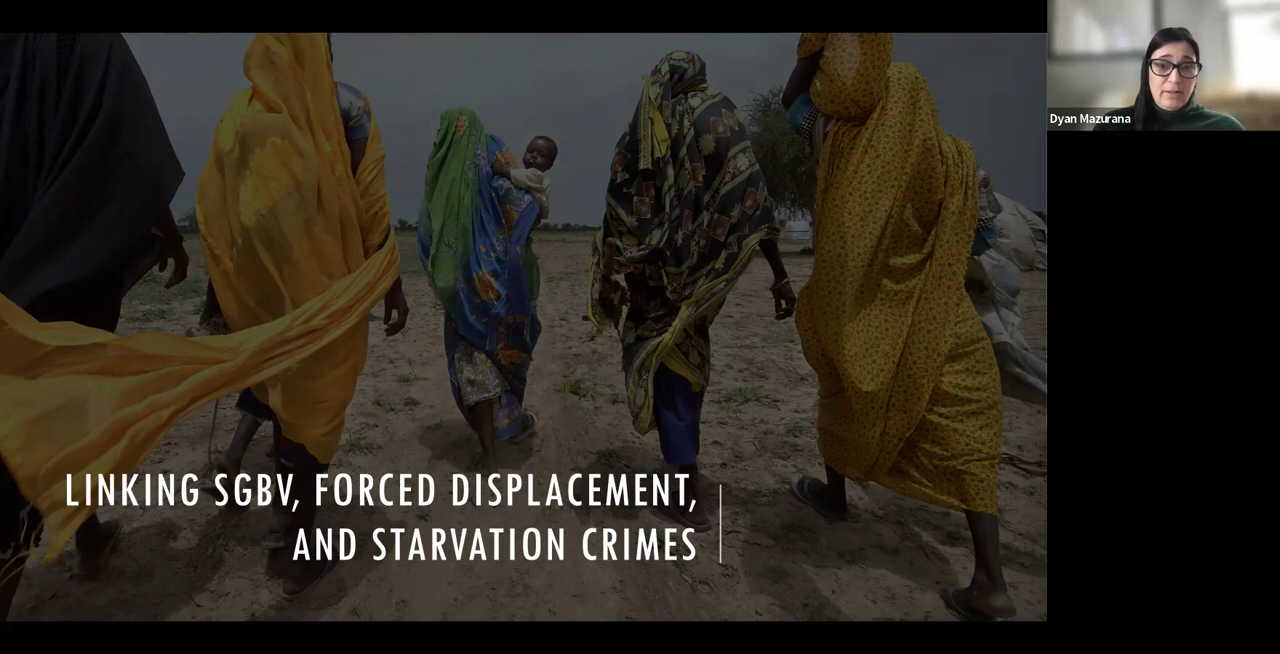 Dyan Mazurana
LINKING SGBV, FORCED DISPLACEMENT,
AND STARVATION CRIMES